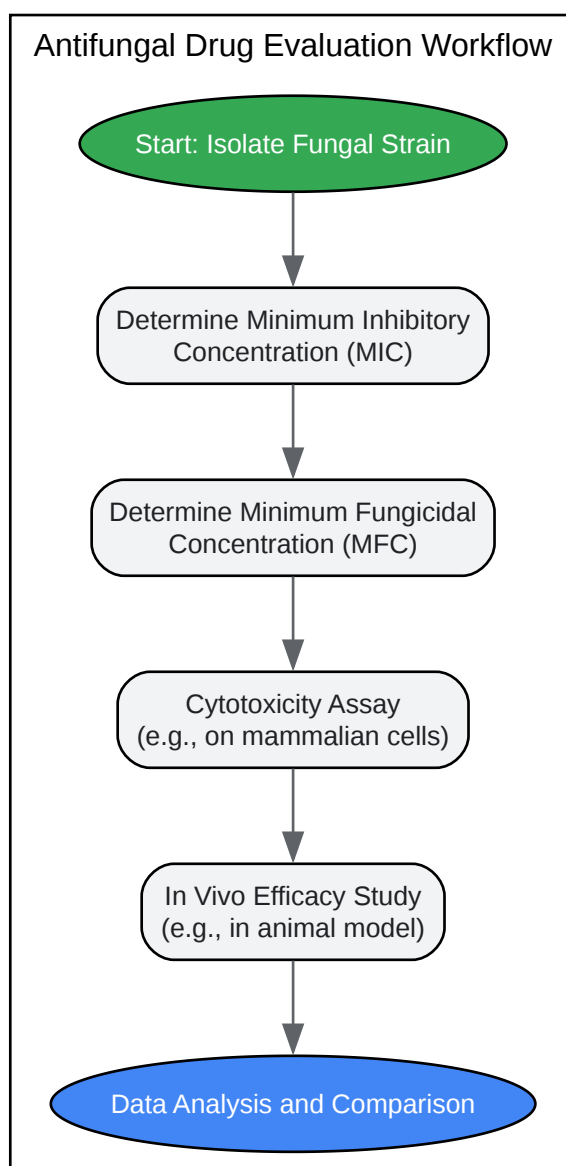 Antifungal Drug Evaluation Workflow
Start: Isolate Fungal Strain
Determine Minimum Inhibitory
Concentration (MIC)
Determine Minimum Fungicidal
Concentration (MFC)
Cytotoxicity Assay
(e.g., on mammalian cells)
In Vivo Efficacy Study
(e.g., in animal model)
Data Analysis and Comparison